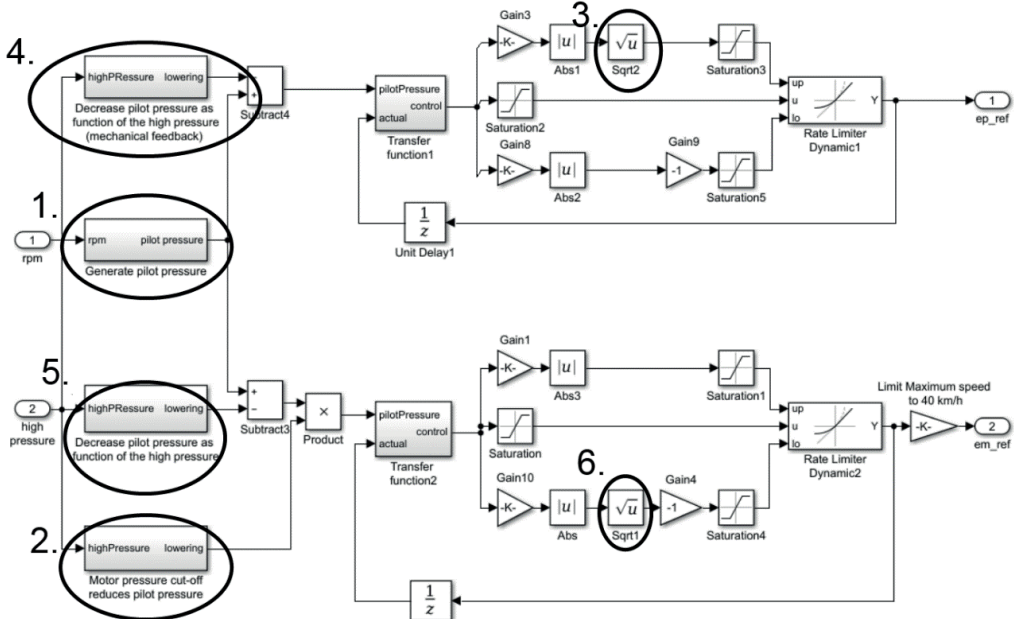 4.
highPRessure lowering
Decrease pilot pressure as
function of the high pressure
(mechanical feedback)
-
+
Subtract4
pilotPressure
control
actual
Transfer
function1
Gain3
-K-
|u|
Abs1
3.
√u
Sqrt2
Saturation3
Saturation2
Gain8
-K-
|u|
Abs2
Gain9
-1
Saturation5
up
u
lo
Y
Rate Limiter
Dynamic1
1
ep_ref
1
z
Unit Delay1
1.
1
rpm
rpm pilot pressure
Generate pilot pressure
5.
2
high
pressure
highPRessure lowering
Decrease pilot pressure as
function of the high pressure
+
−
Subtract3
×
Product
2.
highPressure lowering
Motor pressure cut-off
reduces pilot pressure
pilotPressure
control
actual
Transfer
function2
Gain1
-K-
|u|
Abs3
Saturation1
Saturation
Gain10
-K-
|u|
Abs
6.
√u
Sqrt1
Gain4
-1
Saturation4
up
u
lo
Y
Rate Limiter
Dynamic2
Limit Maximum speed
to 40 km/h
-K-
2
em_ref
1
z